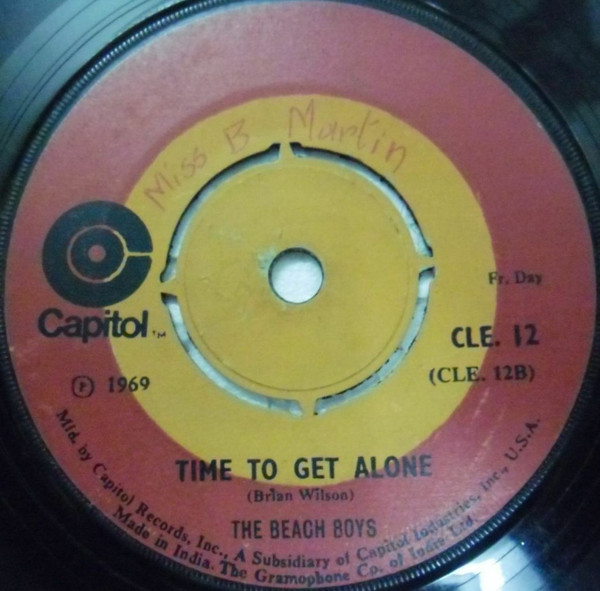 Miss B Martin
Capitol
TM
Fr. Day
CLE. 12
(CLE. 12B)
Ⓟ 1969
TIME TO GET ALONE
(Brian Wilson)
THE BEACH BOYS
Mfd. by Capitol Records, Inc., A Subsidiary of Capitol Industries, Inc., U.S.A.
Made in India. The Gramophone Co. of India Ltd.